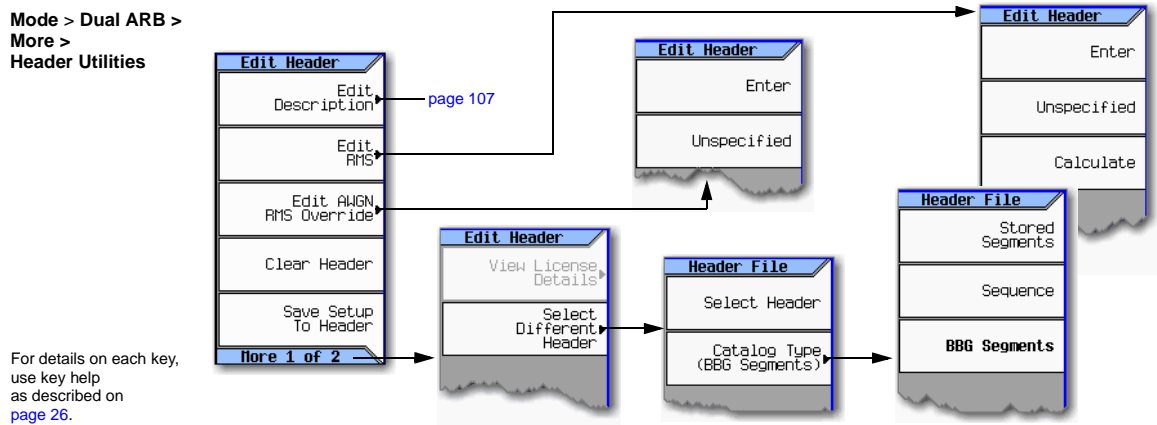 Mode > Dual ARB >
More >
Header Utilities
Edit Header
Edit
Description
page 107
Edit
RMS
Edit AWGN
RMS Override
Clear Header
Save Setup
To Header
More 1 of 2
Edit Header
Enter
Unspecified
Edit Header
Enter
Unspecified
Calculate
Edit Header
View License
Details
Select
Different
Header
Header File
Select Header
Catalog Type
(BBG Segments)
Header File
Stored
Segments
Sequence
BBG Segments
For details on each key,
use key help
as described on
page 26.